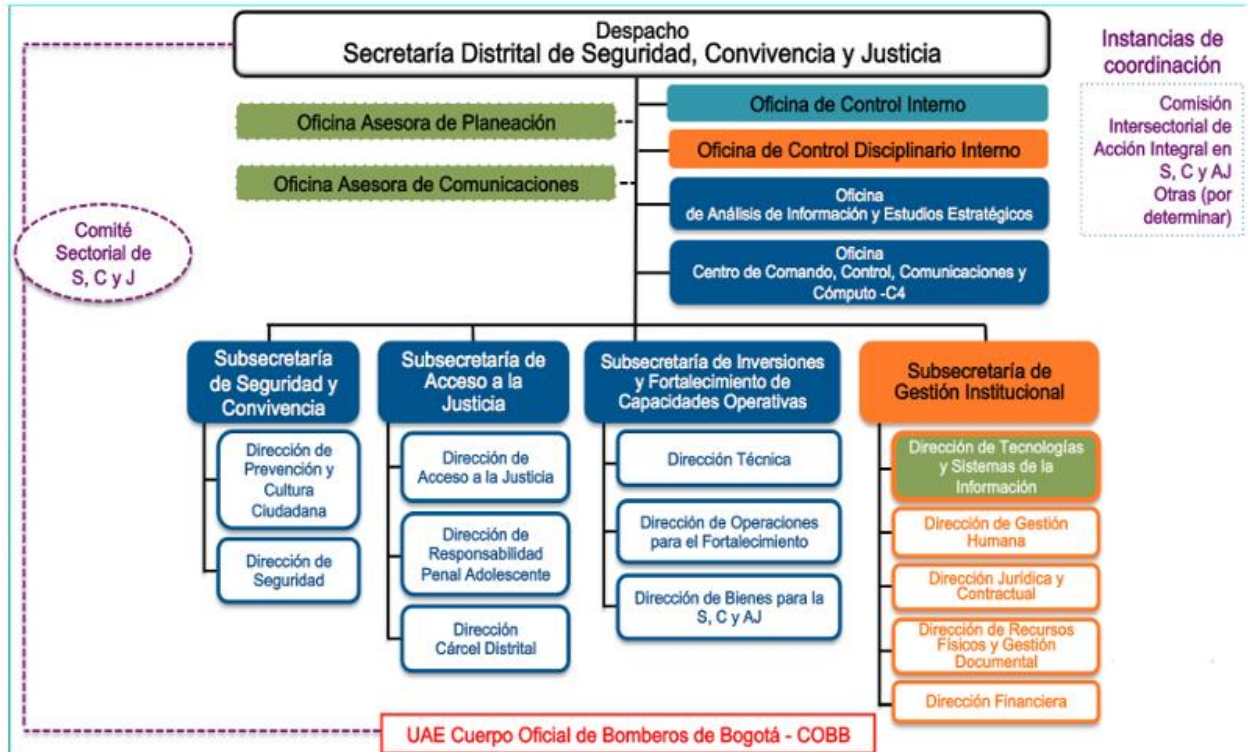 Despacho
Secretaría Distrital de Seguridad, Convivencia y Justicia
Instancias de
coordinación
Comisión
Intersectorial de
Acción Integral en
S, C y AJ
Otras (por
determinar)
Oficina Asesora de Planeación
Oficina Asesora de Comunicaciones
Oficina de Control Interno
Oficina de Control Disciplinario Interno
Oficina
de Análisis de Información y Estudios Estratégicos
Oficina
Centro de Comando, Control, Comunicaciones y
Cómputo -C4
Comité
Sectorial de
S, C y J
Subsecretaría
de Seguridad y
Convivencia
Dirección de
Prevención y
Cultura
Ciudadana
Dirección de
Seguridad
Subsecretaría de
Acceso a la
Justicia
Dirección de
Acceso a la Justicia
Dirección de
Responsabilidad
Penal Adolescente
Dirección
Cárcel Distrital
Subsecretaría de Inversiones
y Fortalecimiento de
Capacidades Operativas
Dirección Técnica
Dirección de Operaciones
para el Fortalecimiento
Dirección de Bienes para la
S, C y AJ
Subsecretaría de
Gestión Institucional
Dirección de Tecnologías
y Sistemas de la
Información
Dirección de Gestión
Humana
Dirección Jurídica y
Contractual
Dirección de Recursos
Físicos y Gestión
Documental
Dirección Financiera
UAE Cuerpo Oficial de Bomberos de Bogotá - COBB